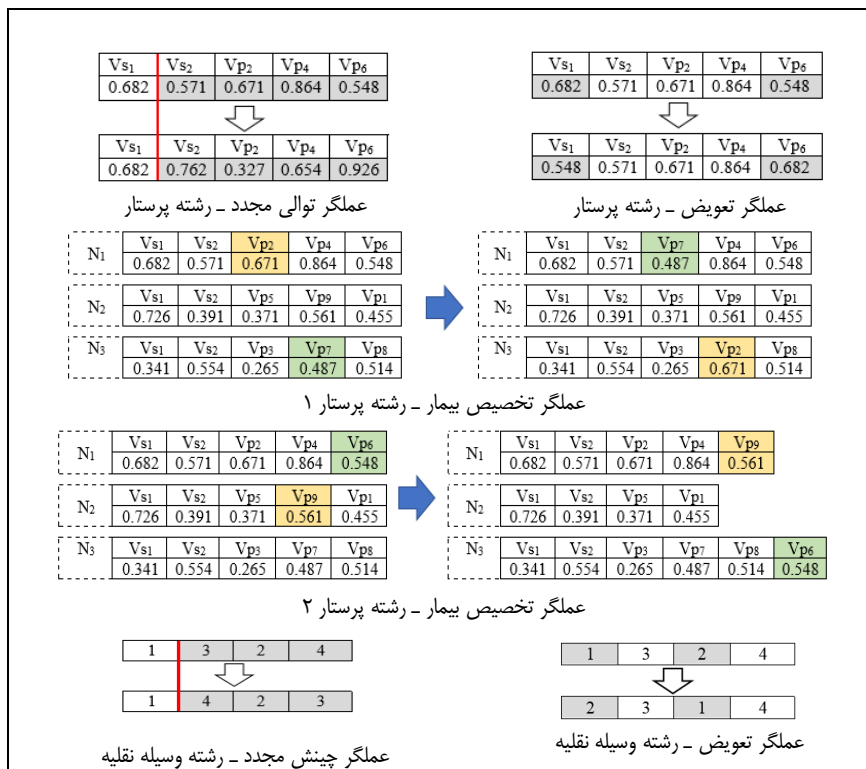 Vs₁ Vs₂ Vp₂ Vp₄ Vp₆
0.682 0.571 0.671 0.864 0.548
Vs₁ Vs₂ Vp₂ Vp₄ Vp₆
0.682 0.762 0.327 0.654 0.926
عملگر توالی مجدد – رشته پرستار
Vs₁ Vs₂ Vp₂ Vp₄ Vp₆
0.682 0.571 0.671 0.864 0.548
Vs₁ Vs₂ Vp₂ Vp₄ Vp₆
0.548 0.571 0.671 0.864 0.682
عملگر تعویض – رشته پرستار
N₁ Vs₁ Vs₂ Vp₂ Vp₄ Vp₆
0.682 0.571 0.671 0.864 0.548
N₂ Vs₁ Vs₂ Vp₅ Vp₉ Vp₁
0.726 0.391 0.371 0.561 0.455
N₃ Vs₁ Vs₂ Vp₃ Vp₇ Vp₈
0.341 0.554 0.265 0.487 0.514
N₁ Vs₁ Vs₂ Vp₇ Vp₄ Vp₆
0.682 0.571 0.487 0.864 0.548
N₂ Vs₁ Vs₂ Vp₅ Vp₉ Vp₁
0.726 0.391 0.371 0.561 0.455
N₃ Vs₁ Vs₂ Vp₃ Vp₂ Vp₈
0.341 0.554 0.265 0.671 0.514
عملگر تخصیص بیمار – رشته پرستار ۱
N₁ Vs₁ Vs₂ Vp₂ Vp₄ Vp₆
0.682 0.571 0.671 0.864 0.548
N₂ Vs₁ Vs₂ Vp₅ Vp₉ Vp₁
0.726 0.391 0.371 0.561 0.455
N₃ Vs₁ Vs₂ Vp₃ Vp₇ Vp₈
0.341 0.554 0.265 0.487 0.514
N₁ Vs₁ Vs₂ Vp₂ Vp₄ Vp₉
0.682 0.571 0.671 0.864 0.561
N₂ Vs₁ Vs₂ Vp₅ Vp₁
0.726 0.391 0.371 0.455
N₃ Vs₁ Vs₂ Vp₃ Vp₇ Vp₈ Vp₆
0.341 0.554 0.265 0.487 0.514 0.548
عملگر تخصیص بیمار – رشته پرستار ۲
1 3 2 4
1 4 2 3
عملگر چینش مجدد – رشته وسیله نقلیه
1 3 2 4
2 3 1 4
عملگر تعویض – رشته وسیله نقلیه